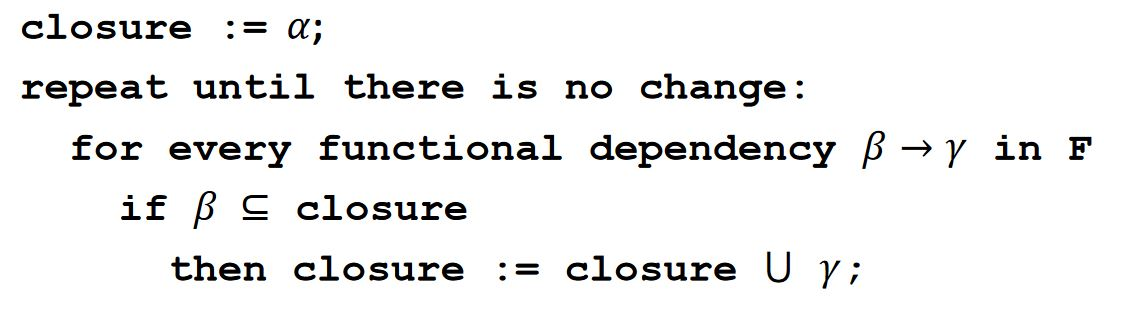 closure := α;
repeat until there is no change:
for every functional dependency β → γ in F
if β ⊆ closure
then closure := closure ∪ γ;